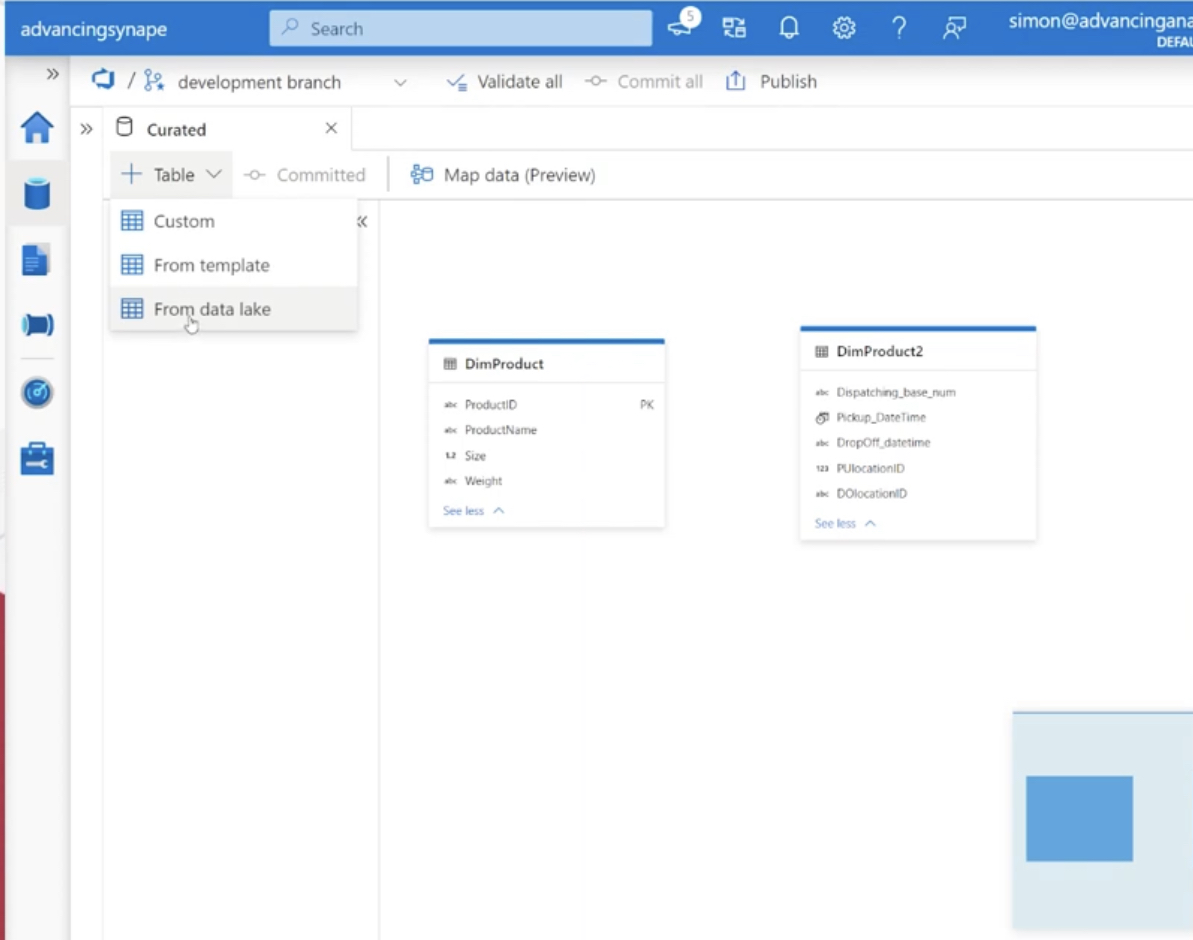 advancingsynape
Search
5
simon@advancingana
DEFAU
/ development branch
Validate all
Commit all
Publish
Curated
Table
Committed
Map data (Preview)
Custom
From template
From data lake
DimProduct
abc ProductID PK
abc ProductName
1.2 Size
abc Weight
See less
DimProduct2
abc Dispatching_base_num
Pickup_DateTime
abc DropOff_datetime
123 PUlocationID
abc DOlocationID
See less